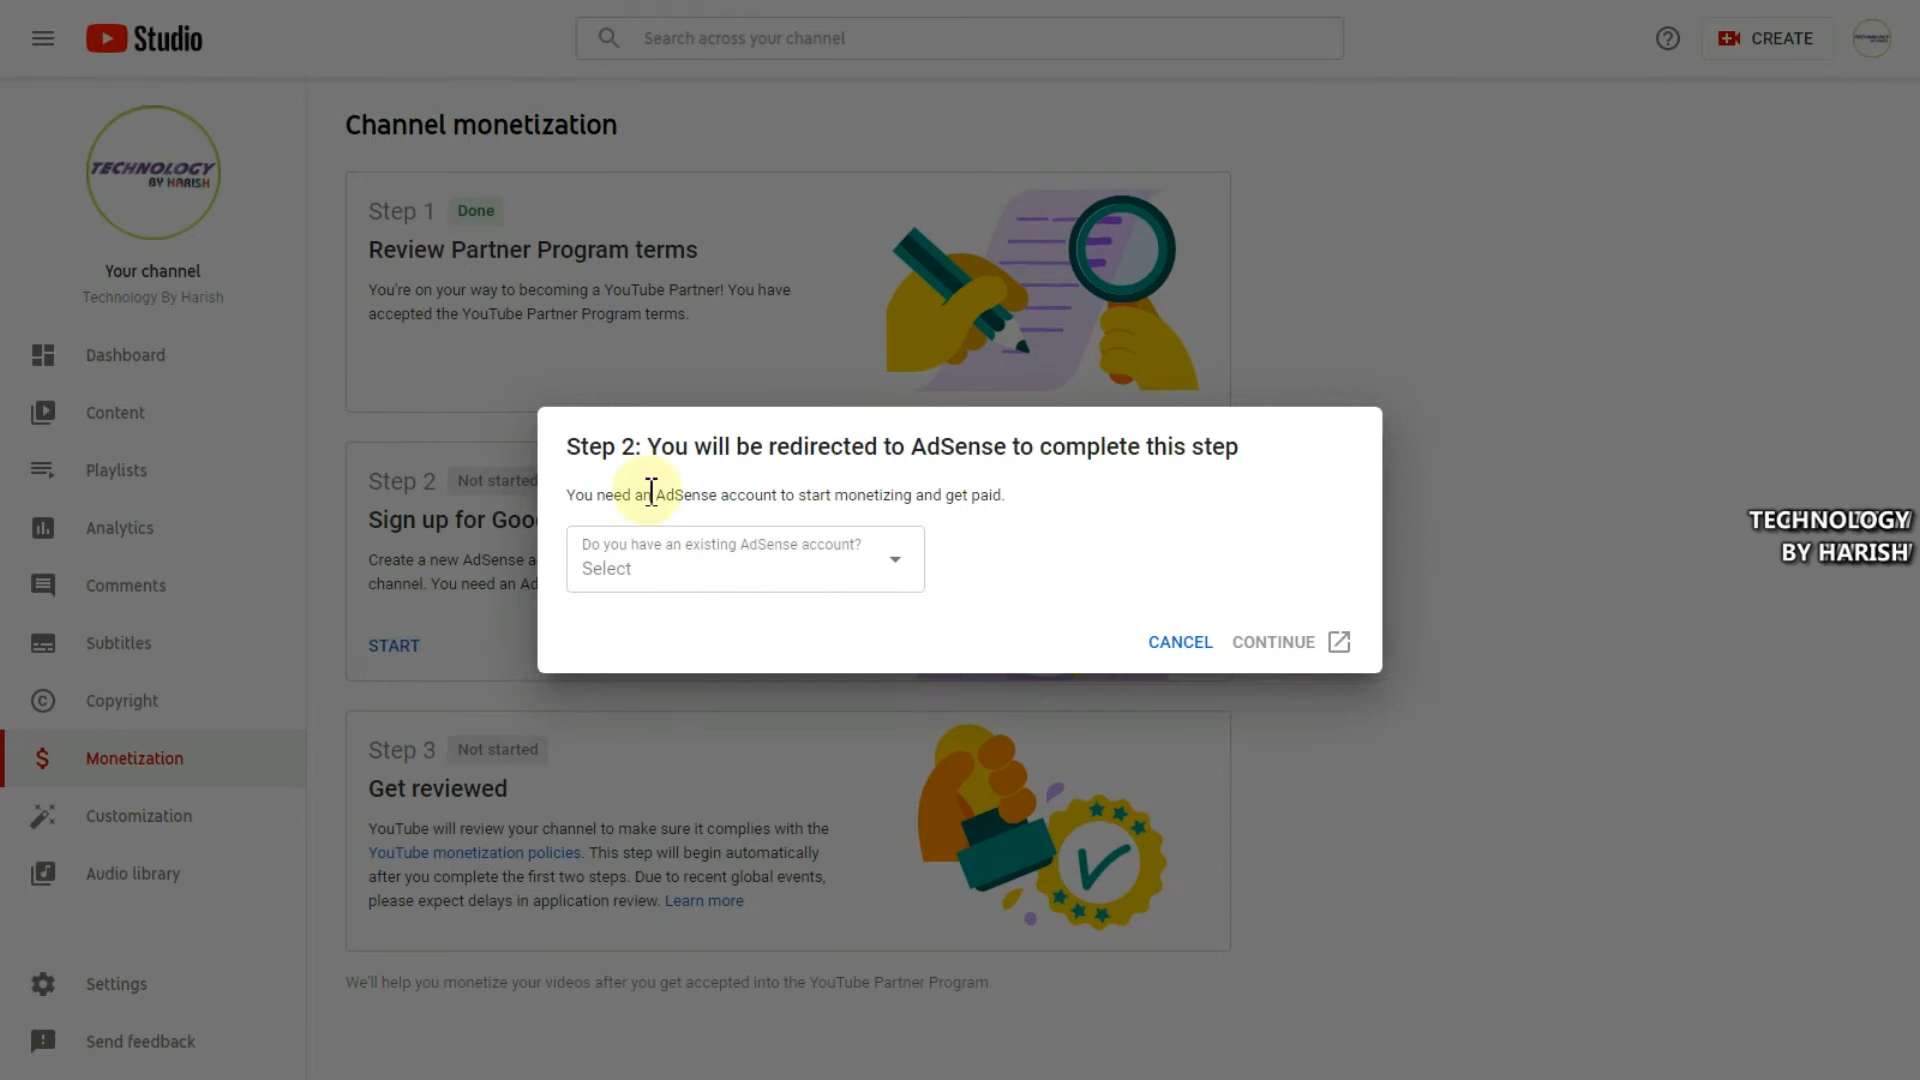 Studio
Search across your channel
CREATE
TECHNOLOGY
BY HARISH
Your channel
Technology By Harish
Dashboard
Content
Playlists
Analytics
Comments
Subtitles
Copyright
Monetization
Customization
Audio library
Settings
Send feedback
Channel monetization
Step 1 Done
Review Partner Program terms
You're on your way to becoming a YouTube Partner! You have
accepted the YouTube Partner Program terms.
Step 2 Not started
Sign up for Goo
Create a new AdSense a
channel. You need an Ad
START
Step 2: You will be redirected to AdSense to complete this step
You need an AdSense account to start monetizing and get paid.
Do you have an existing AdSense account?
Select
CANCEL CONTINUE
Step 3 Not started
Get reviewed
YouTube will review your channel to make sure it complies with the
YouTube monetization policies. This step will begin automatically
after you complete the first two steps. Due to recent global events,
please expect delays in application review. Learn more
We'll help you monetize your videos after you get accepted into the YouTube Partner Program.
TECHNOLOGY
BY HARISH